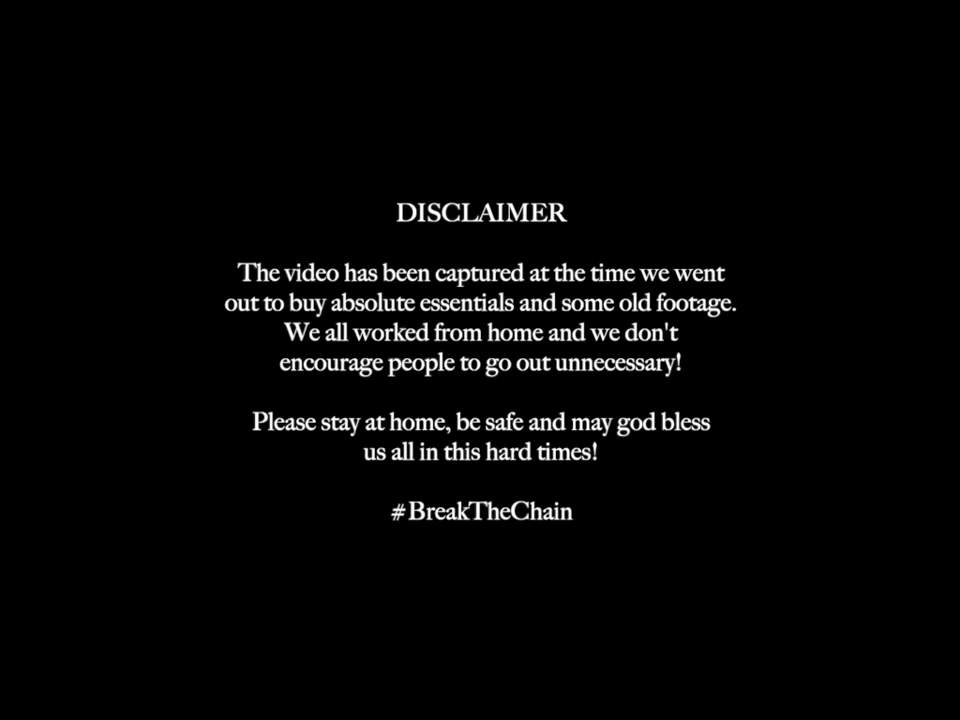 DISCLAIMER
The video has been captured at the time we went
out to buy absolute essentials and some old footage.
We all worked from home and we don't
encourage people to go out unnecessary!
Please stay at home, be safe and may god bless
us all in this hard times!
#BreakTheChain